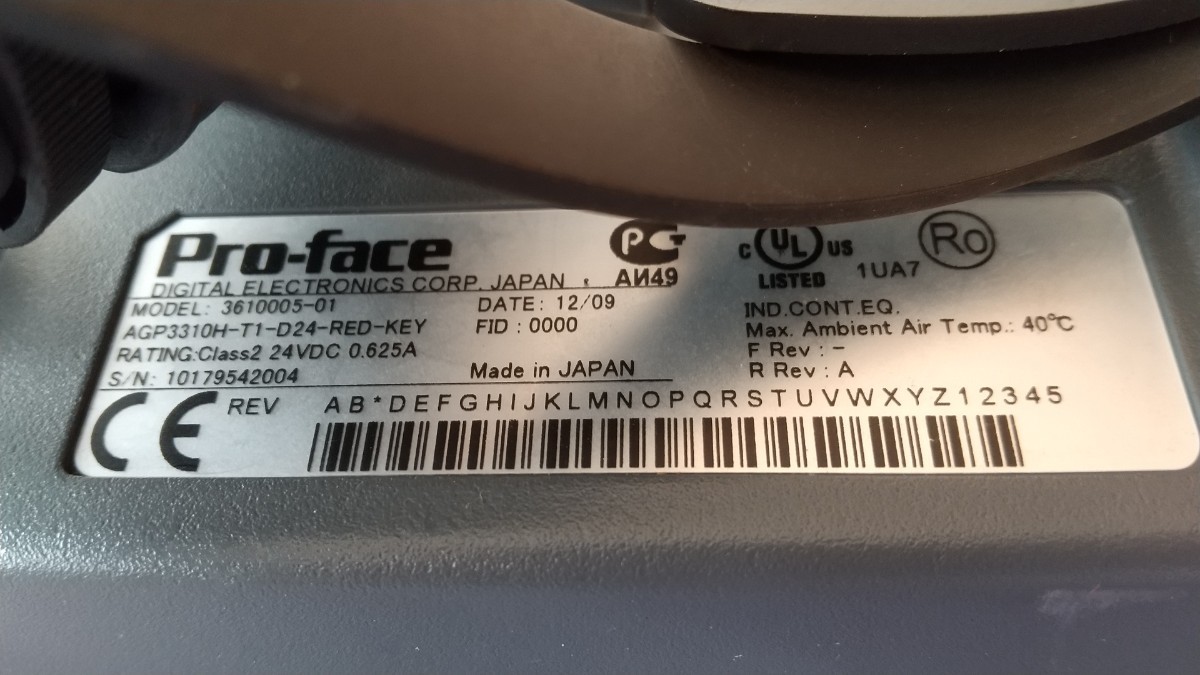 Pro-face
DIGITAL ELECTRONICS CORP. JAPAN
MODEL: 3610005-01
AGP3310H-T1-D24-RED-KEY
RATING:Class2 24VDC 0.625A
S/N: 10179542004
DATE: 12/09
FID : 0000
Made in JAPAN
PG
АИ49
C UL US
LISTED 1UA7
Ro
IND.CONT.EQ.
Max. Ambient Air Temp.: 40℃
F Rev : -
R Rev : A
CE REV AB*DEFGHIJKLMNOPQRSTUVWXYZ12345